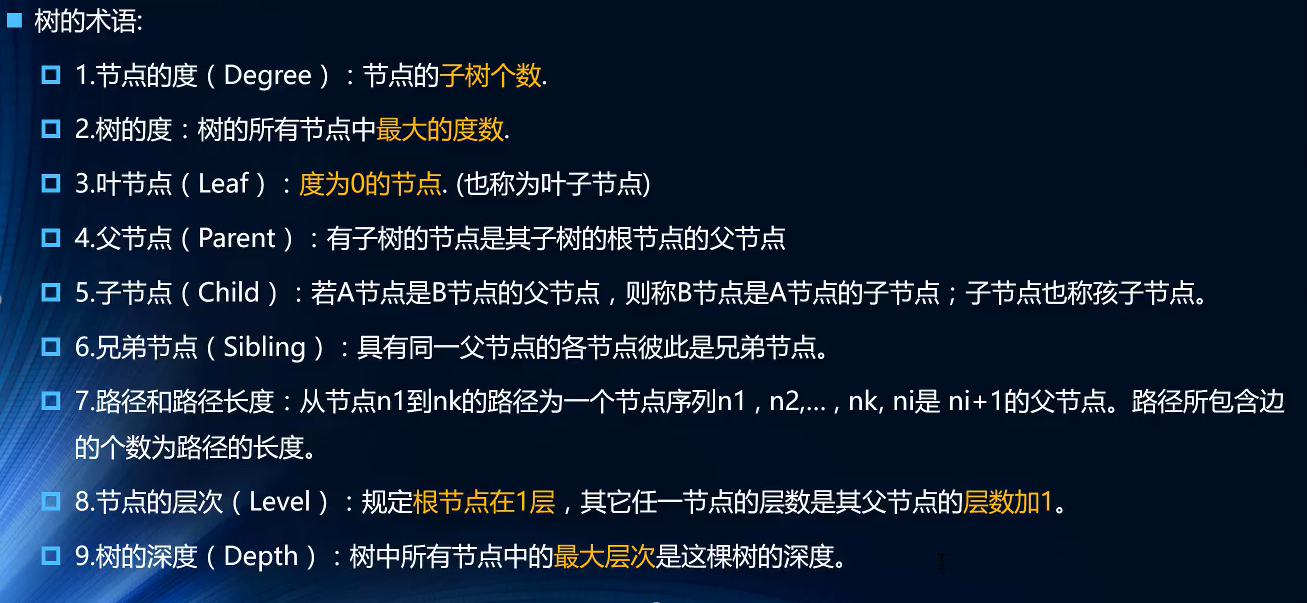 树的术语:
1.节点的度（Degree）：节点的子树个数.
2.树的度：树的所有节点中最大的度数.
3.叶节点（Leaf）：度为0的节点. (也称为叶子节点)
4.父节点（Parent）：有子树的节点是其子树的根节点的父节点
5.子节点（Child）：若A节点是B节点的父节点，则称B节点是A节点的子节点；子节点也称孩子节点。
6.兄弟节点（Sibling）：具有同一父节点的各节点彼此是兄弟节点。
7.路径和路径长度：从节点n1到nk的路径为一个节点序列n1 , n2,... , nk, ni是 ni+1的父节点。路径所包含边
的个数为路径的长度。
8.节点的层次（Level）：规定根节点在1层，其它任一节点的层数是其父节点的层数加1。
9.树的深度（Depth）：树中所有节点中的最大层次是这棵树的深度。